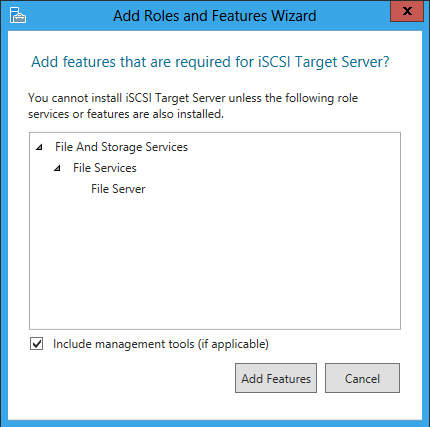 Add Roles and Features Wizard
x
Add features that are required for iSCSI Target Server?
You cannot install iSCSI Target Server unless the following role
services or features are also installed.
File And Storage Services
File Services
File Server
Include management tools (if applicable)
Add Features
Cancel